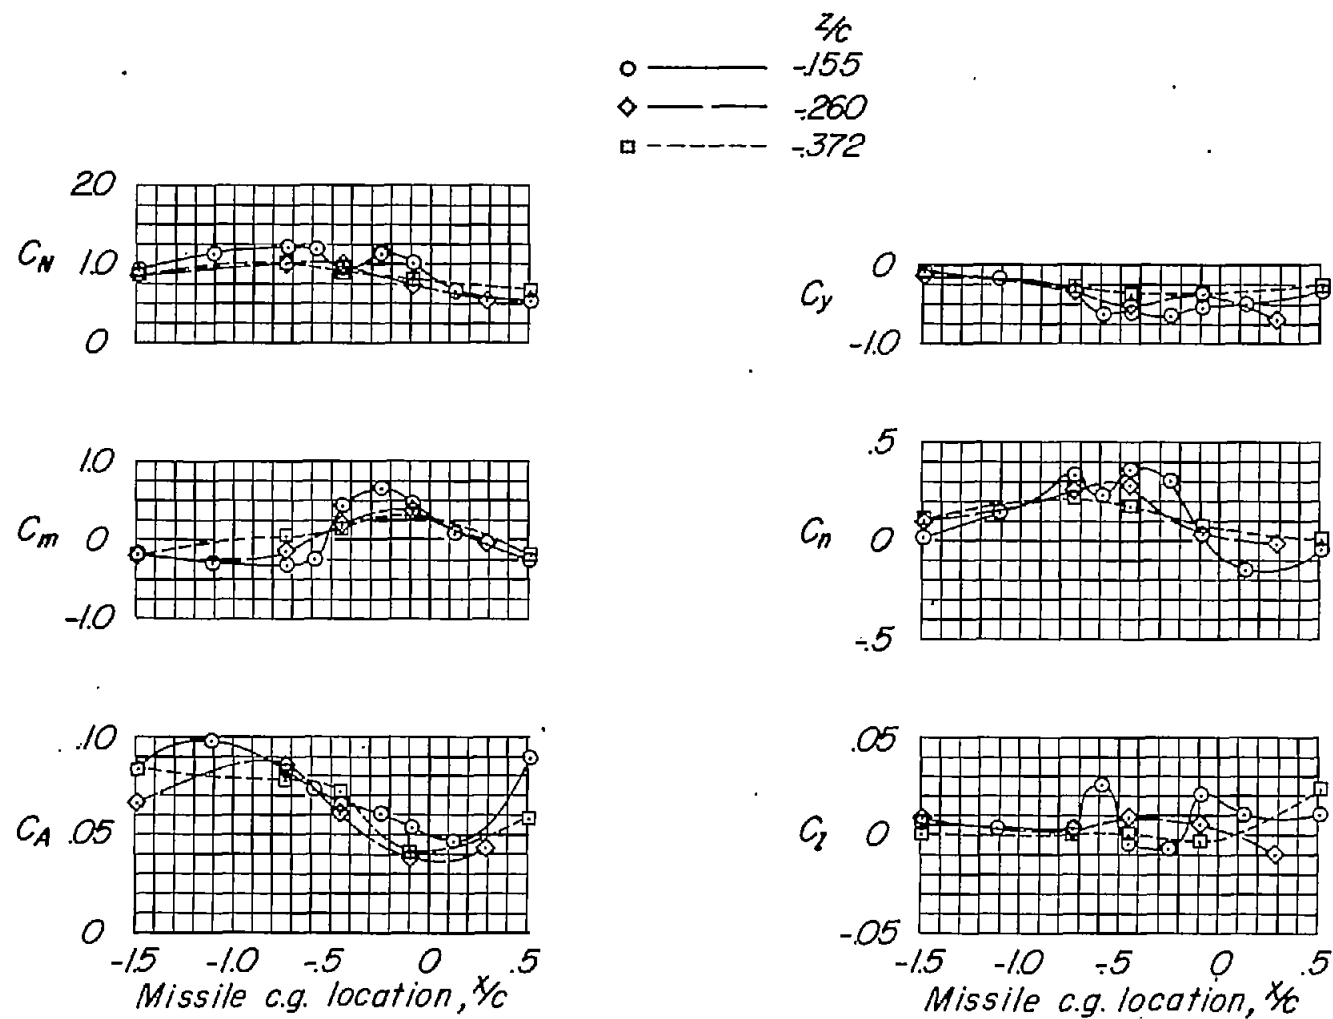 z/c
-.155
-.260
-.372
2.0
C_N 1.0
0
0
C_y
-1.0
1.0
C_m 0
-1.0
.5
C_n 0
-.5
.10
C_A .05
0
-1.5 -1.0 -.5 0 .5
Missile c.g. location, x/c
.05
C_l 0
-.05
-1.5 -1.0 -.5 0 .5
Missile c.g. location, x/c